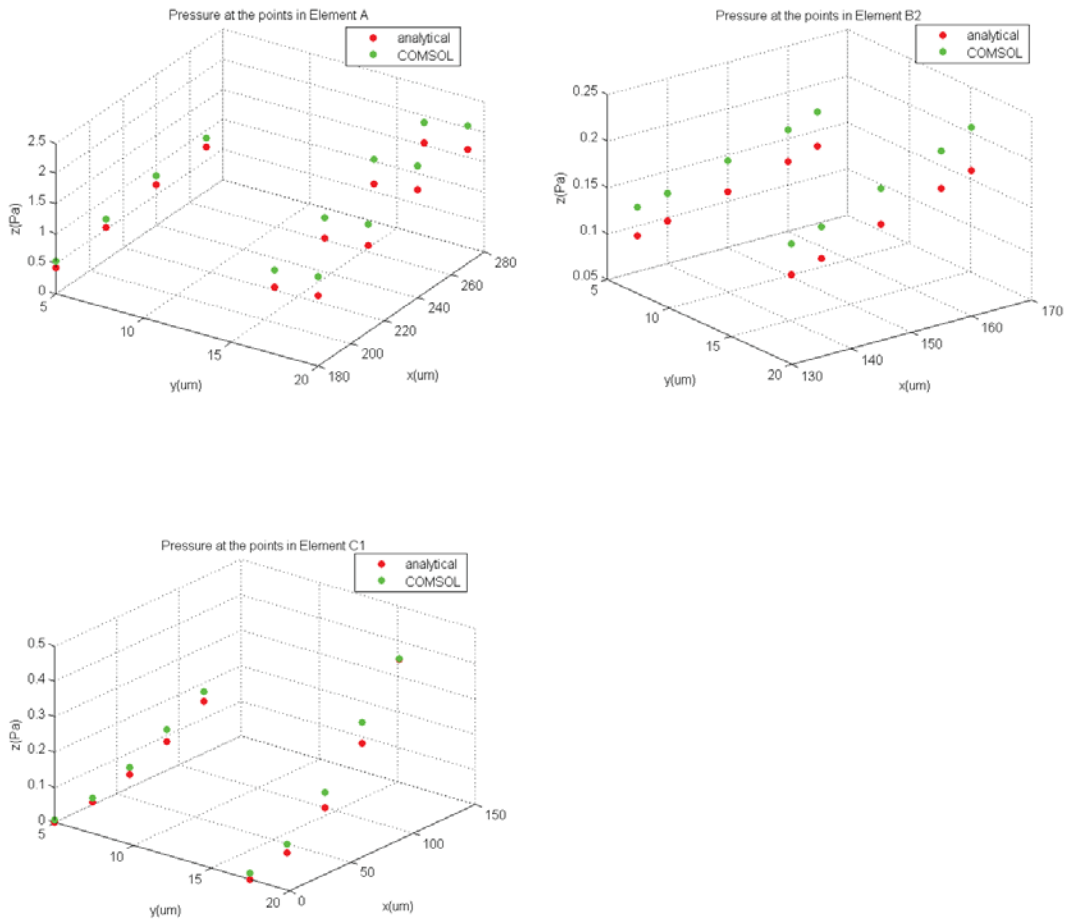 Pressure at the points in Element A
analytical
COMSOL
2.5
2
1.5
1
0.5
0
z(Pa)
5
10
15
20
y(um)
180
200
220
240
260
280
x(um)
Pressure at the points in Element B2
analytical
COMSOL
0.25
0.2
0.15
0.1
0.05
z(Pa)
5
10
15
20
y(um)
130
140
150
160
170
x(um)
Pressure at the points in Element C1
analytical
COMSOL
0.5
0.4
0.3
0.2
0.1
0
z(Pa)
5
10
15
20
y(um)
0
50
100
150
x(um)